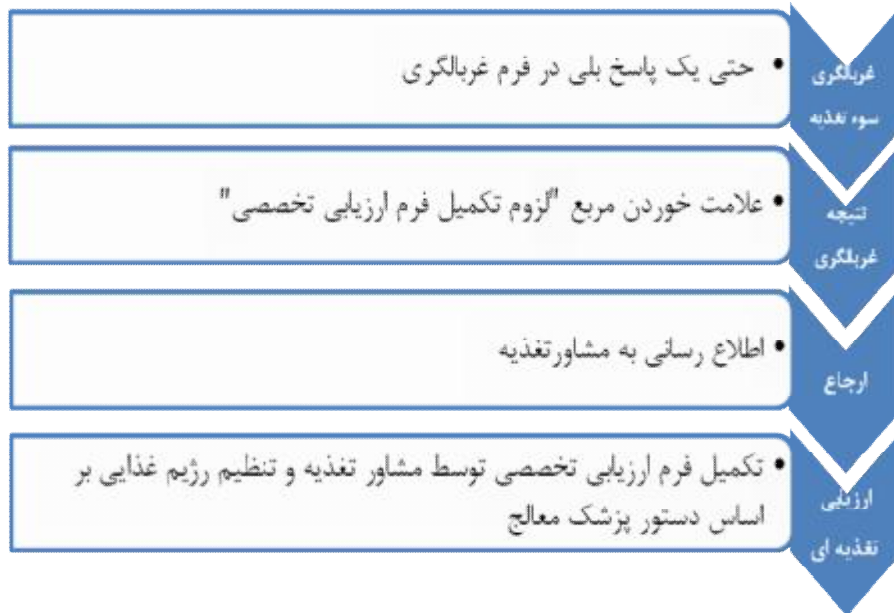 غربالگری
سوء تغذیه
• حتی یک پاسخ بلی در فرم غربالگری
نتیجه
غربالگری
• علامت خوردن مربع "لزوم تکمیل فرم ارزیابی تخصصی"
ارجاع
• اطلاع رسانی به مشاورتغذیه
ارزیابی
تغذیه ای
• تکمیل فرم ارزیابی تخصصی توسط مشاور تغذیه و تنظیم رژیم غذایی بر
اساس دستور پزشک معالج